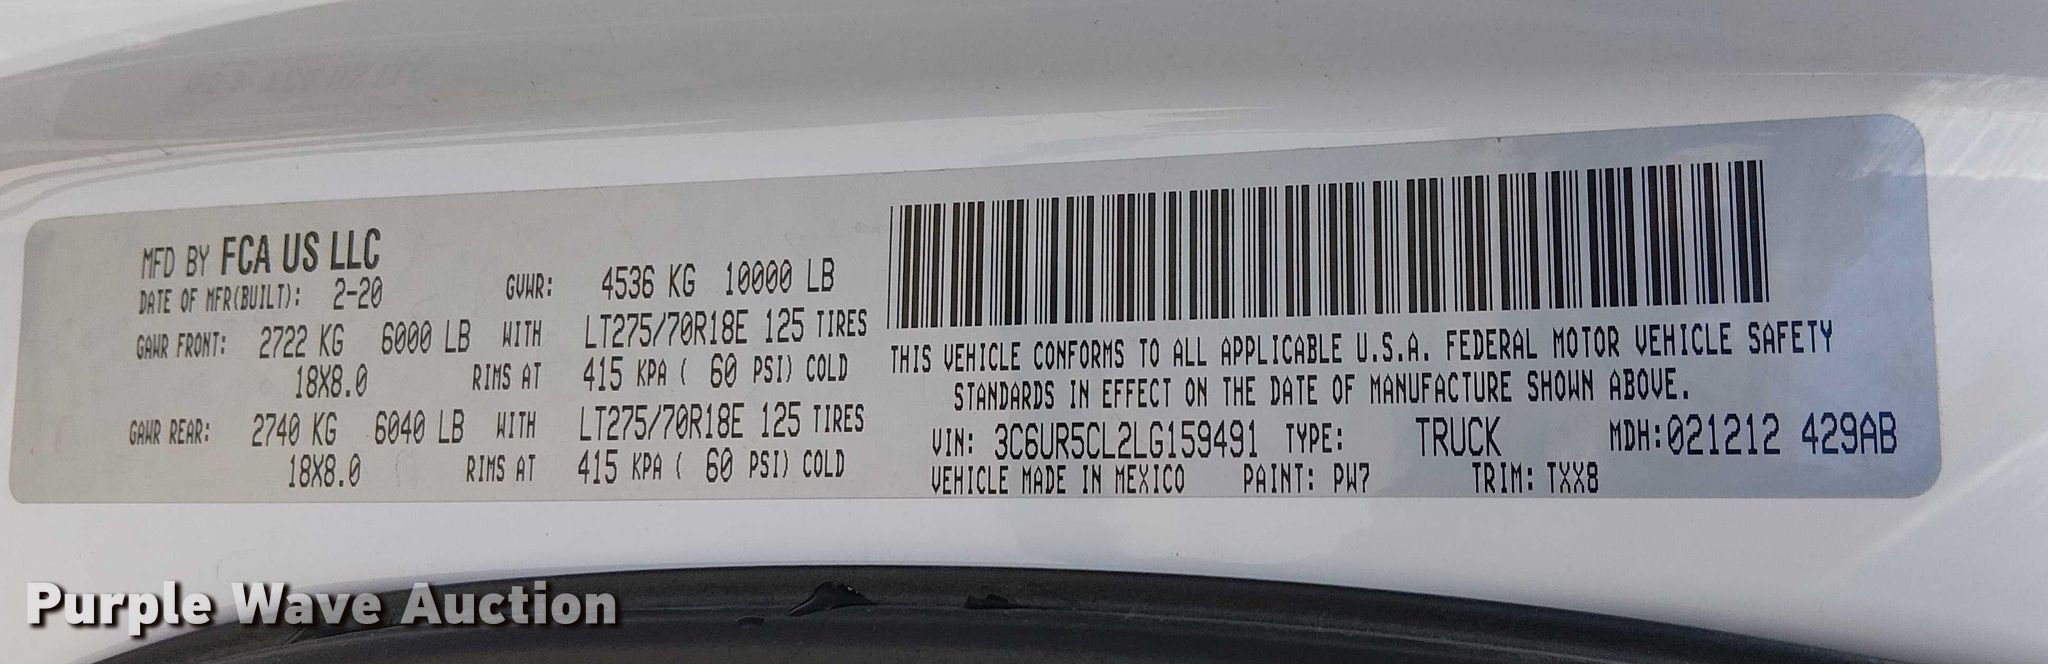 MFD BY FCA US LLC
DATE OF MFR(BUILT): 2-20 GVWR: 4536 KG 10000 LB
GAWR FRONT: 2722 KG 6000 LB WITH LT275/70R18E 125 TIRES
18X8.0 RIMS AT 415 KPA ( 60 PSI) COLD
GAWR REAR: 2740 KG 6040 LB WITH LT275/70R18E 125 TIRES
18X8.0 RIMS AT 415 KPA ( 60 PSI) COLD
THIS VEHICLE CONFORMS TO ALL APPLICABLE U.S.A. FEDERAL MOTOR VEHICLE SAFETY
STANDARDS IN EFFECT ON THE DATE OF MANUFACTURE SHOWN ABOVE.
VIN: 3C6UR5CL2LG159491 TYPE: TRUCK MDH:021212 429AB
VEHICLE MADE IN MEXICO PAINT: PW7 TRIM: TXX8
Purple Wave Auction